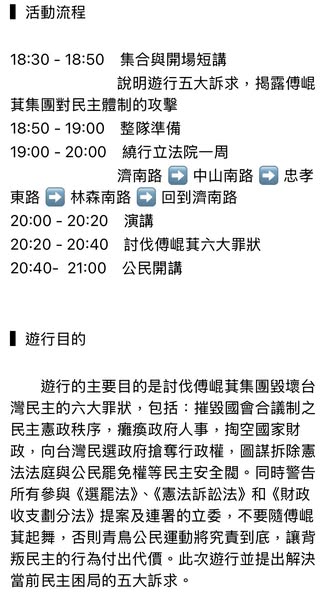 ▌活動流程
18:30 - 18:50　集合與開場短講
說明遊行五大訴求，揭露傅崐
萁集團對民主體制的攻擊
18:50 - 19:00　整隊準備
19:00 - 20:00　繞行立法院一周
濟南路 ➡️ 中山南路 ➡️ 忠孝
東路 ➡️ 林森南路 ➡️ 回到濟南路
20:00 - 20:20　演講
20:20 - 20:40　討伐傅崐萁六大罪狀
20:40-  21:00　公民開講
▌遊行目的
遊行的主要目的是討伐傅崐萁集團毀壞台
灣民主的六大罪狀，包括：摧毀國會合議制之
民主憲政秩序，癱瘓政府人事，掏空國家財
政，向台灣民選政府搶奪行政權，圖謀拆除憲
法法庭與公民罷免權等民主安全閥。同時警告
所有參與《選罷法》、《憲法訴訟法》和《財政
收支劃分法》提案及連署的立委，不要隨傅崐
萁起舞，否則青鳥公民運動將究責到底，讓背
叛民主的行為付出代價。此次遊行並提出解決
當前民主困局的五大訴求。